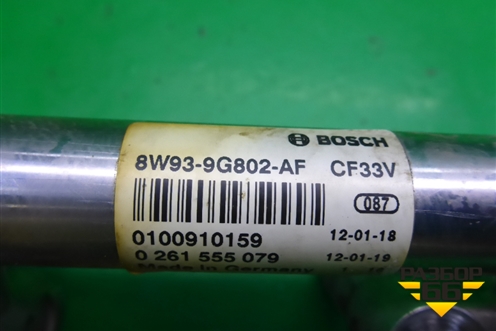 BOSCH
8W93-9G802-AF CF33V
087
0100910159 12-01-18
0 261 555 079 12-01-19
Made in Germany
РАЗБОР
66